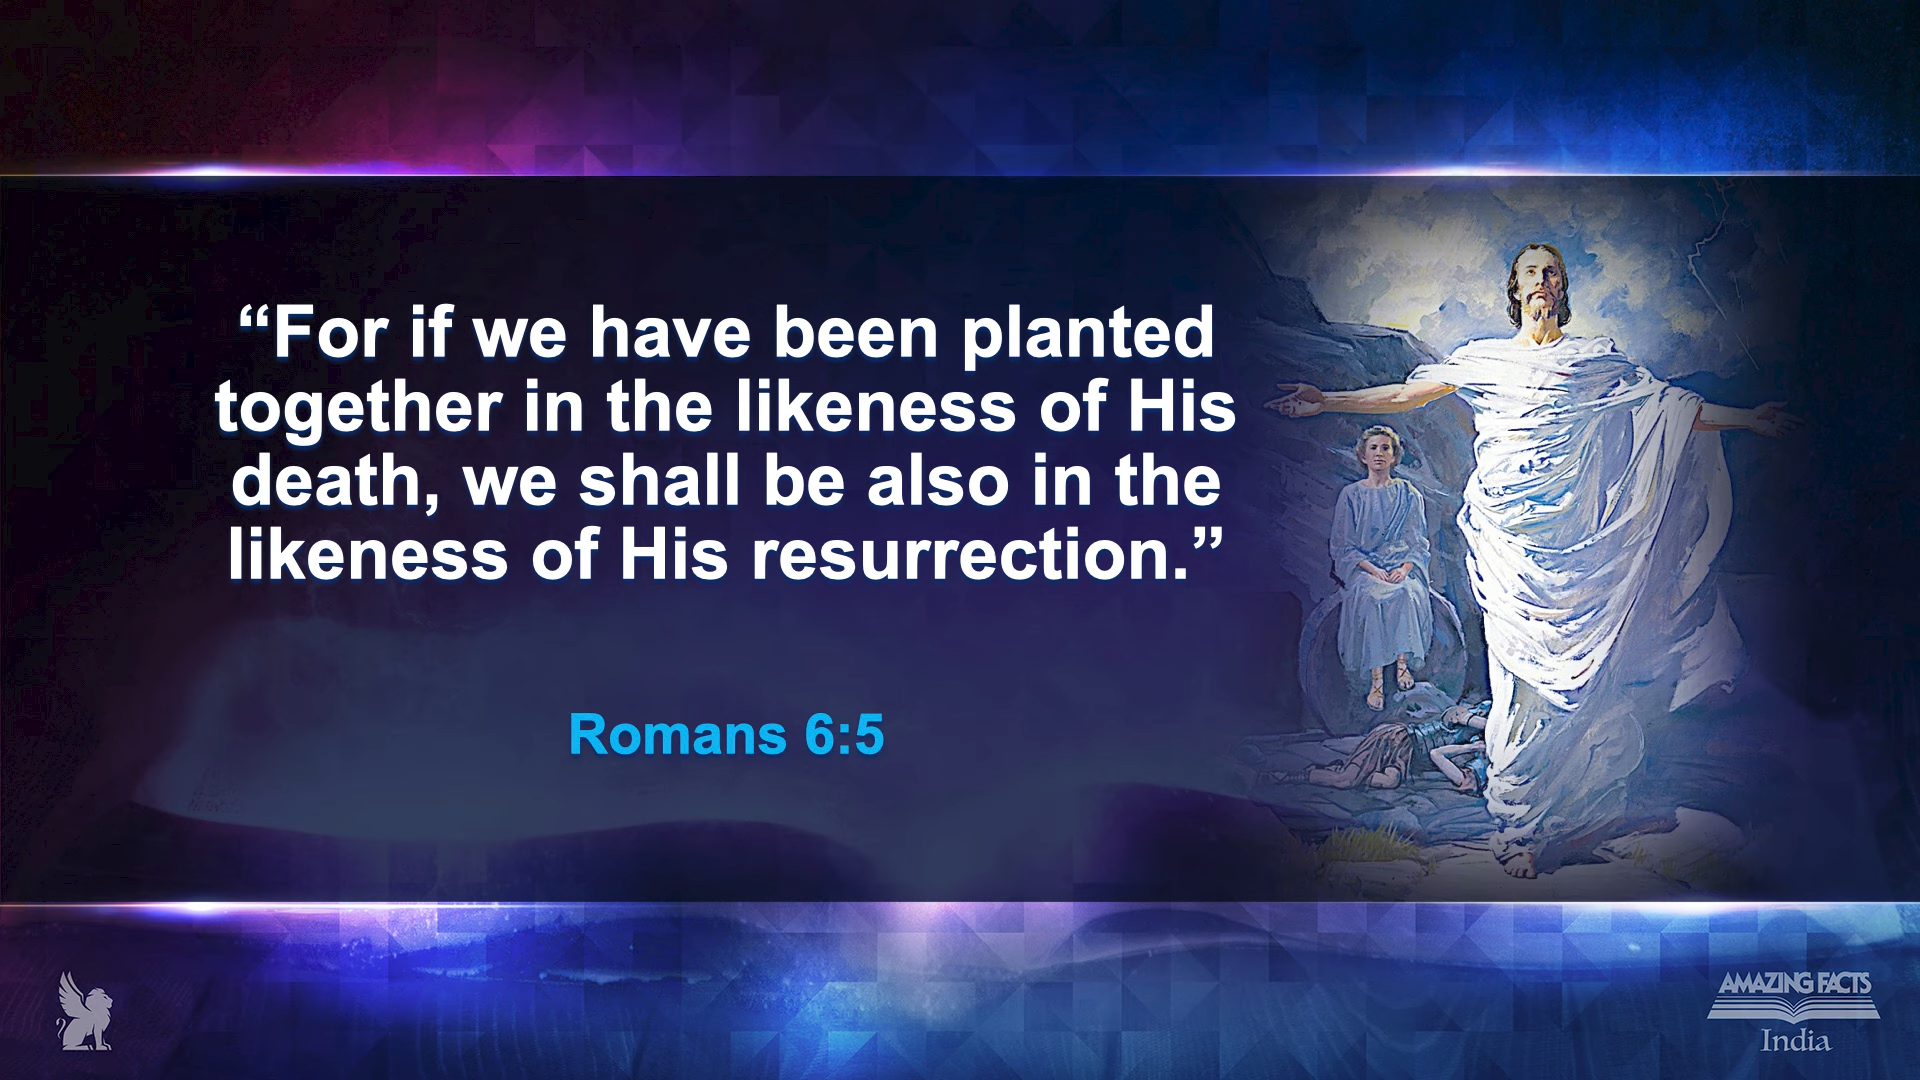 “For if we have been planted
together in the likeness of His
death, we shall be also in the
likeness of His resurrection.”
Romans 6:5
AMAZING FACTS
India